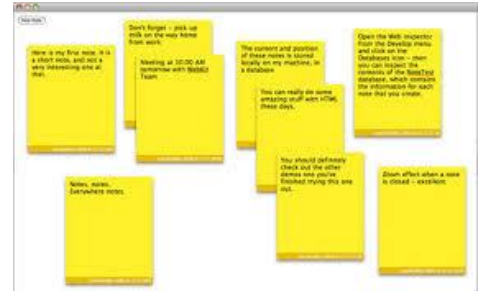 New Note
Here is my first note. It is
a short note, and not a
very interesting one at
that.
Don't forget – pick up
milk on the way home
from work.
Meeting at 10:00 AM
tomorrow with WebKit
Team
The content and position
of these notes is stored
locally on my machine, in
a database
You can really do some
amazing stuff with HTML
these days.
You should definitely
check out the other
demos one you've
finished trying this one
out.
Open the Web Inspector
from the Develop menu
and click on the
Databases icon – then
you can inspect the
contents of the NoteTest
database, which contains
the information for each
note that you create.
Notes, notes.
Everywhere notes.
Zoom effect when a note
is closed – excellent.